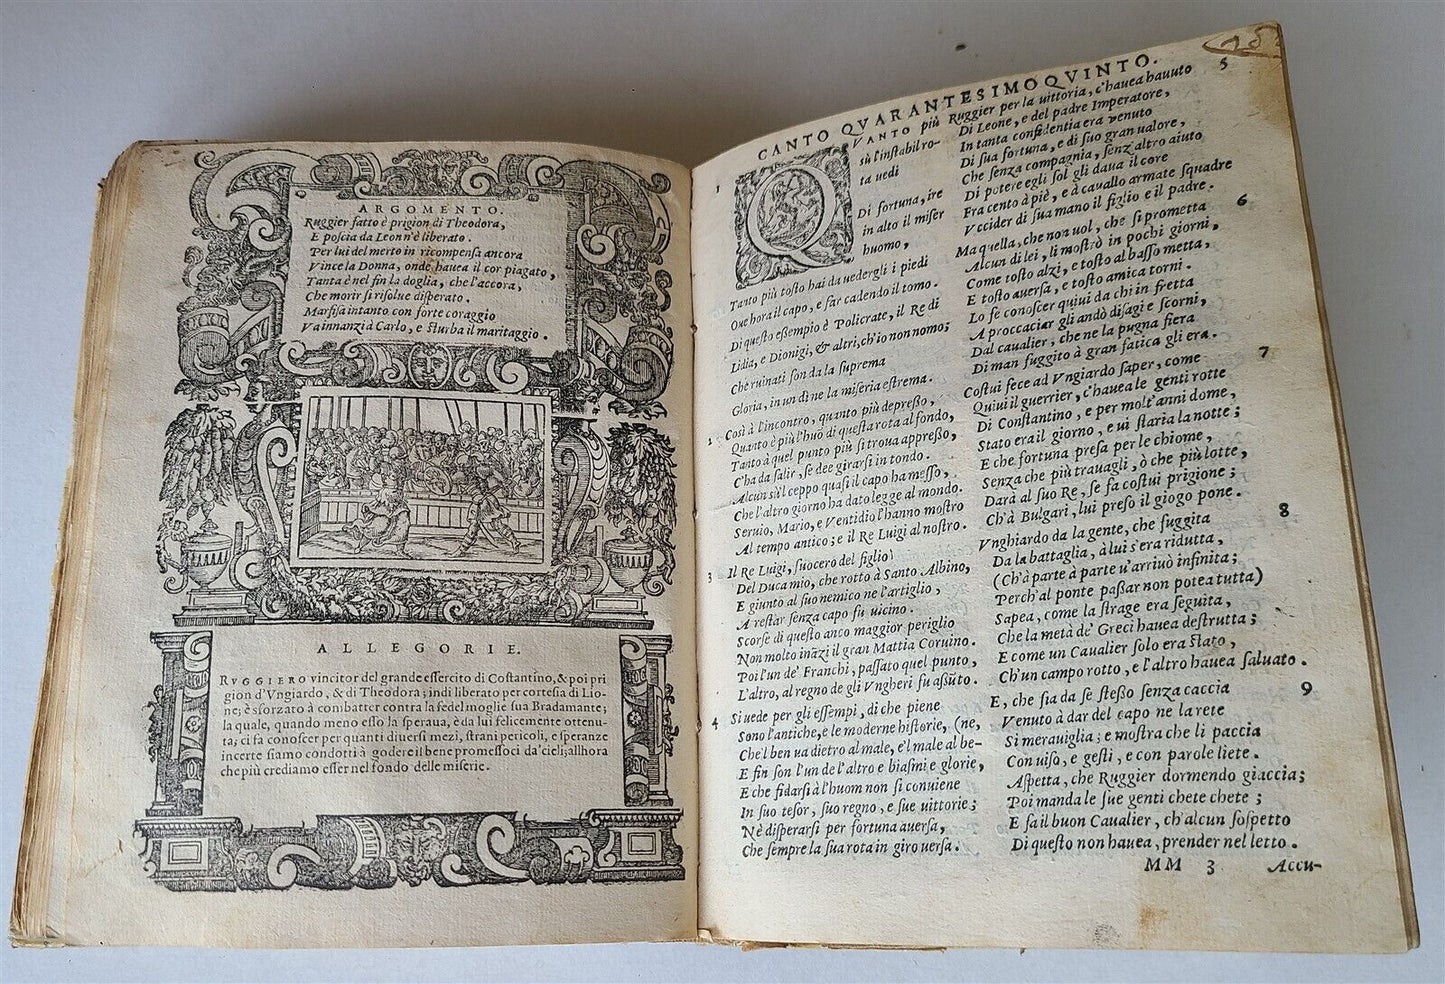 ARGOMENTO.
Ruggier fatto è prigion di Theodora,
E poscia da Leon n'è liberato.
Per lui del merto in ricompensa ancora
Vince la Donna, onde hauea il cor piagato,
Tanta è nel fin la doglia, che l'accora,
Che morir si risolue disperato.
Marfisa intanto con forte coraggio
Va innanzi à Carlo, e sturba il maritaggio.
ALLEGORIE.
RVGGIERO vincitor del grande essercito di Costantino, & poi pri
gion d'Vngiardo, & di Theodora; indi liberato per cortesia di Lio-
ne; è sforzato à combatter contra la fedel moglie sua Bradamante;
la quale, quando meno esso la speraua, è da lui felicemente ottenu-
ta; ci fa conoscer per quanti diuersi mezi, strani pericoli, e speranze
incerte siamo condotti à godere il bene promessoci da' cieli; allhora
che più crediamo esser nel fondo delle miserie.
CANTO QVARANTESIMOQVINTO.
1
QVANTO più
sù l'instabil ro-
ta uedi
Di fortuna, ire
in alto il miser
huomo,
Tanto più tosto hai da uedergli i piedi
Oue hora il capo, e far cadendo il tomo.
Di questo essempio è Policrate, il Re di
Lidia, e Dionigi, & altri, ch'io non nomo;
Che ruinati son da la suprema
Gloria, in un dì ne la miseria estrema.
2 Così à l'incontro, quanto più depresso,
Quanto è più l'huõ di questa rota al fondo,
Tanto à quel punto più si troua appresso,
C'ha da salir, se dee girarsi in tondo.
Alcun sù'l ceppo quasi il capo ha messo,
Che l'altro giorno ha dato legge al mondo.
Seruio, Mario, e Ventidio l'hanno mostro
Al tempo antico; e il Re Luigi al nostro.
3 Il Re Luigi, suocero del figlio
Del Duca mio, che rotto à Santo Albino,
E giunto al suo nemico ne l'artiglio,
A restar senza capo fu uicino.
Scorse di questo anco maggior periglio
Non molto inãzi il gran Mattia Coruino.
Poi l'un de' Franchi, passato quel punto,
L'altro, al regno de gli Vngheri fu assũto.
4 Si uede per gli essempi, di che piene
Sono l'antiche, e le moderne historie, (ne,
Che'l ben ua dietro al male, e'l male al be-
E fin son l'un de l'altro e biasmi e glorie,
E che fidarsi à l'huom non si conuiene
In suo tesor, suo regno, e sue uittorie;
Nè disperarsi per fortuna auersa,
Che sempre la sua rota in giro uersa.
Ruggier per la uittoria, c'hauea hauuto 5
Di Leone, e del padre Imperatore,
In tanta confidentia era venuto
Di sua fortuna, e di suo gran valore,
Che senza compagnia, senz'altro aiuto
Di potere egli sol gli daua il core
Fra cento à piè, e à cauallo armate squadre
Vccider di sua mano il figlio e il padre.
Ma quella, che non uol, che si prometta 6
Alcun di lei, li mostrò in pochi giorni,
Come tosto alzi, e tosto al basso metta,
E tosto auersa, e tosto amica torni.
Lo fe conoscer quiui da chi in fretta
A procacciar gli andò disagi e scorni,
Dal caualier, che ne la pugna fiera
Di man fuggito à gran fatica gli era.
Costui fece ad Vngiardo saper, come 7
Quiui il guerrier, c'hauea le genti rotte
Di Constantino, e per molt'anni dome,
Stato era il giorno, e ui staria la notte;
E che fortuna presa per le chiome,
Senza che più trauagli, ò che più lotte,
Darà al suo Re, se fa costui prigione;
Ch'à Bulgari, lui preso il giogo pone.
Vnghiardo da la gente, che fuggita 8
Da la battaglia, à lui s'era ridutta,
(Ch'à parte à parte u'arriuò infinita;
Perch'al ponte passar non potea tutta)
Sapea, come la strage era seguita,
Che la metà de' Greci hauea destrutta;
E come un Caualier solo era stato,
Ch'un campo rotto, e l'altro hauea saluato.
E, che sia da sè stesso senza caccia 9
Venuto à dar del capo ne la rete
Si merauiglia; e mostra che li piaccia
Con uiso, e gesti, e con parole liete.
Aspetta, che Ruggier dormendo giaccia;
Poi manda le sue genti chete chete;
E fa il buon Caualier, ch'alcun sospetto
Di questo non hauea, prender nel letto.
MM 3 Accu-